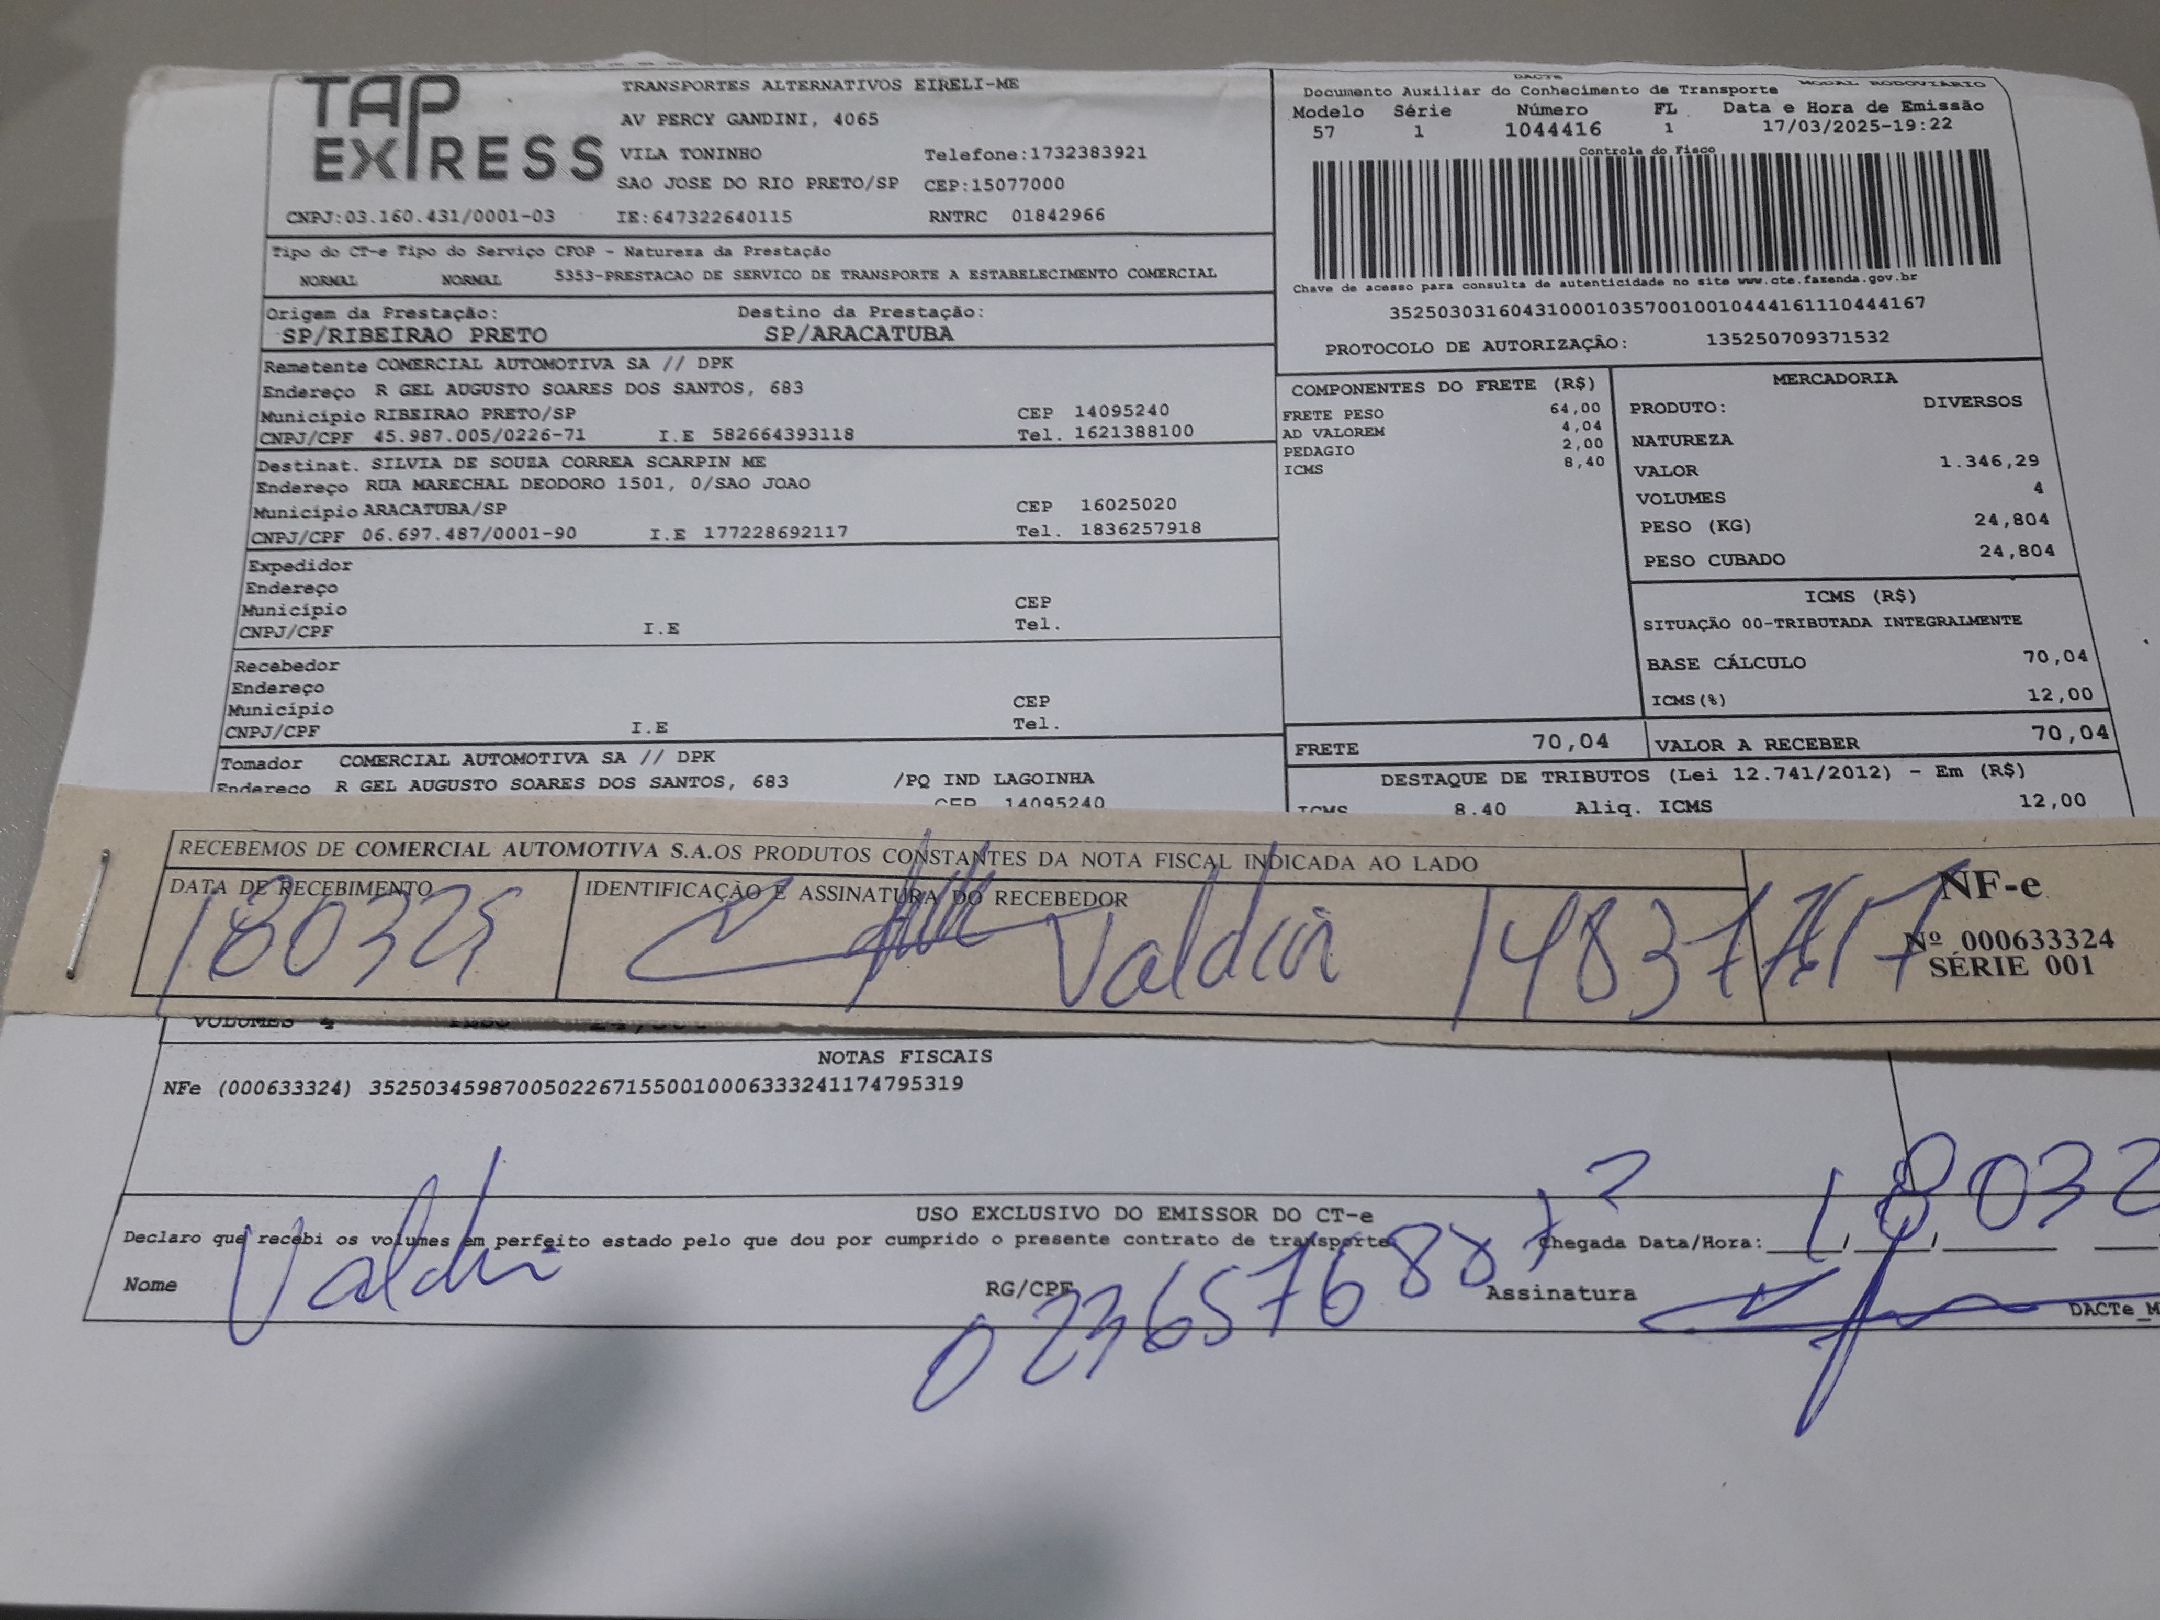 TAP EXPRESS
TRANSPORTES ALTERNATIVOS EIRELI-ME
AV PERCY GANDINI, 4065
VILA TONINHO Telefone:1732383921
SAO JOSE DO RIO PRETO/SP CEP:15077000
CNPJ:03.160.431/0001-03 IE:647322640115 RNTRC 01842966
Tipo do CT-e Tipo do Serviço CFOP - Natureza da Prestação
NORMAL NORMAL 5353-PRESTACAO DE SERVICO DE TRANSPORTE A ESTABELECIMENTO COMERCIAL
Origem da Prestação: Destino da Prestação:
SP/RIBEIRAO PRETO SP/ARACATUBA
Remetente COMERCIAL AUTOMOTIVA SA // DPK
Endereço R GEL AUGUSTO SOARES DOS SANTOS, 683
Município RIBEIRAO PRETO/SP CEP 14095240
CNPJ/CPF 45.987.005/0226-71 I.E 582664393118 Tel. 1621388100
Destinat. SILVIA DE SOUZA CORREA SCARPIN ME
Endereço RUA MARECHAL DEODORO 1501, 0/SAO JOAO
Município ARACATUBA/SP CEP 16025020
CNPJ/CPF 06.697.487/0001-90 I.E 177228692117 Tel. 1836257918
Expedidor
Endereço
Município CEP
CNPJ/CPF I.E Tel.
Recebedor
Endereço
Município CEP
CNPJ/CPF I.E Tel.
Tomador COMERCIAL AUTOMOTIVA SA // DPK
Endereço R GEL AUGUSTO SOARES DOS SANTOS, 683 /PQ IND LAGOINHA
CEP 14095240
DACTE MODAL RODOVIÁRIO
Documento Auxiliar do Conhecimento de Transporte
Modelo Série Número FL Data e Hora de Emissão
57 1 1044416 1 17/03/2025-19:22
Controle do Fisco
Chave de acesso para consulta de autenticidade no site www.cte.fazenda.gov.br
35250303160431000103570010010444161110444167
PROTOCOLO DE AUTORIZAÇÃO: 135250709371532
COMPONENTES DO FRETE (R$)
FRETE PESO 64,00
AD VALOREM 4,04
PEDAGIO 2,00
ICMS 8,40
MERCADORIA
PRODUTO: DIVERSOS
NATUREZA
VALOR 1.346,29
VOLUMES 4
PESO (KG) 24,804
PESO CUBADO 24,804
ICMS (R$)
SITUAÇÃO 00-TRIBUTADA INTEGRALMENTE
BASE CÁLCULO 70,04
ICMS(%) 12,00
FRETE 70,04 VALOR A RECEBER 70,04
DESTAQUE DE TRIBUTOS (Lei 12.741/2012) - Em (R$)
ICMS 8.40 Aliq. ICMS 12,00
RECEBEMOS DE COMERCIAL AUTOMOTIVA S.A.OS PRODUTOS CONSTANTES DA NOTA FISCAL INDICADA AO LADO
DATA DE RECEBIMENTO IDENTIFICAÇÃO E ASSINATURA DO RECEBEDOR
180325 Valdir
NF-e
Nº 000633324
SÉRIE 001
VOLUMES 4 PESO
NOTAS FISCAIS
NFe (000633324) 35250345987005022671550010006333241174795319
USO EXCLUSIVO DO EMISSOR DO CT-e
Declaro que recebi os volumes em perfeito estado pelo que dou por cumprido o presente contrato de transporte Chegada Data/Hora: 18032
Nome Valdir RG/CPF Assinatura
DACTe_M